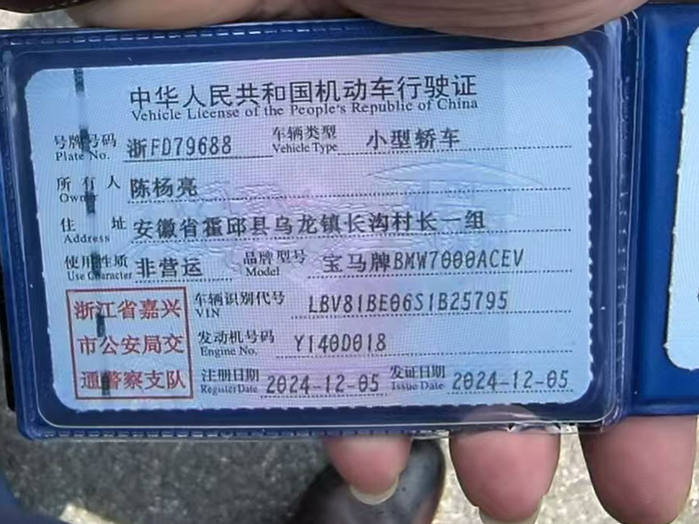 中华人民共和国机动车行驶证
Vehicle License of the People's Republic of China
号牌号码 Plate No. 浙FD79688 车辆类型 Vehicle Type 小型轿车
所有人 Owner 陈杨亮
住址 Address 安徽省霍邱县乌龙镇长沟村长一组
使用性质 Use Character 非营运 品牌型号 Model 宝马牌BMW7000ACEV
浙江省嘉兴
市公安局交
通警察支队
车辆识别代号 VIN LBV81BE06S1B25795
发动机号码 Engine No. Y140D018
注册日期 Register Date 2024-12-05 发证日期 Issue Date 2024-12-05